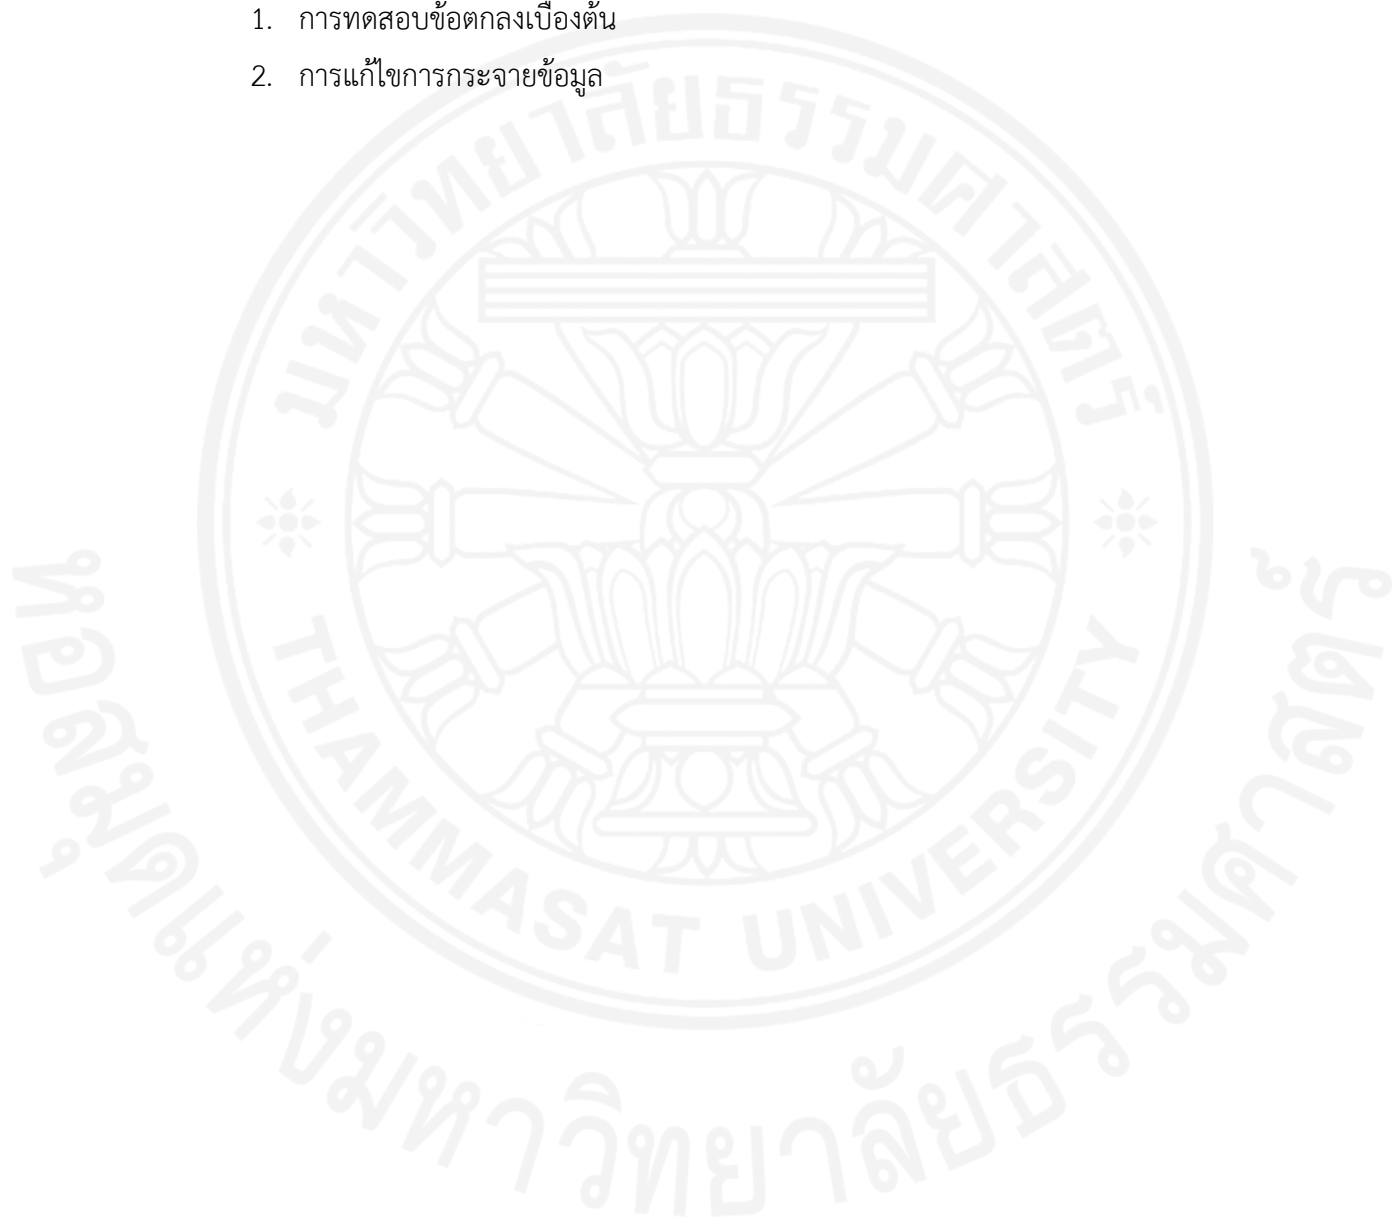 1. การทดสอบข้อตกลงเบื้องต้น
2. การแก้ไขการกระจายข้อมูล
มหาวิทยาลัยธรรมศาสตร์
THAMMASAT UNIVERSITY
หอสมุดแห่งมหาวิทยาลัยธรรมศาสตร์